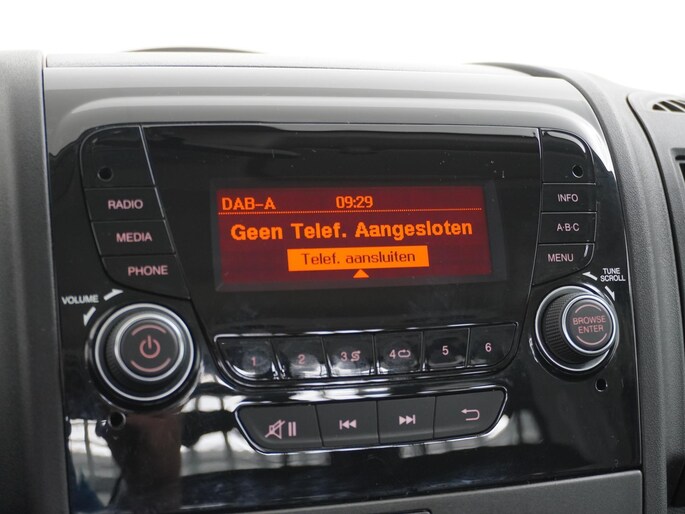 DAB-A 09:29
Geen Telef. Aangesloten
Telef. aansluiten
RADIO
MEDIA
PHONE
INFO
A·B·C
MENU
VOLUME
TUNE
SCROLL
BROWSE
ENTER
1 2 3 4 5 6